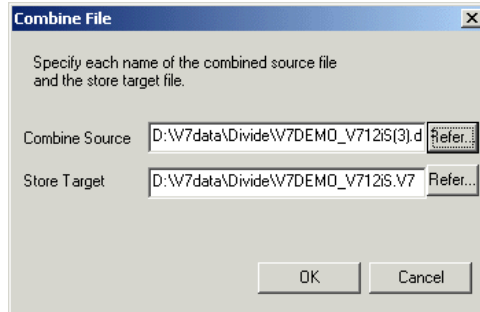 Combine File
Specify each name of the combined source file
and the store target file.
Combine Source D:\V7data\Divide\V7DEMO_V712iS(3).d Refer...
Store Target D:\V7data\Divide\V7DEMO_V712iS.V7 Refer...
OK Cancel